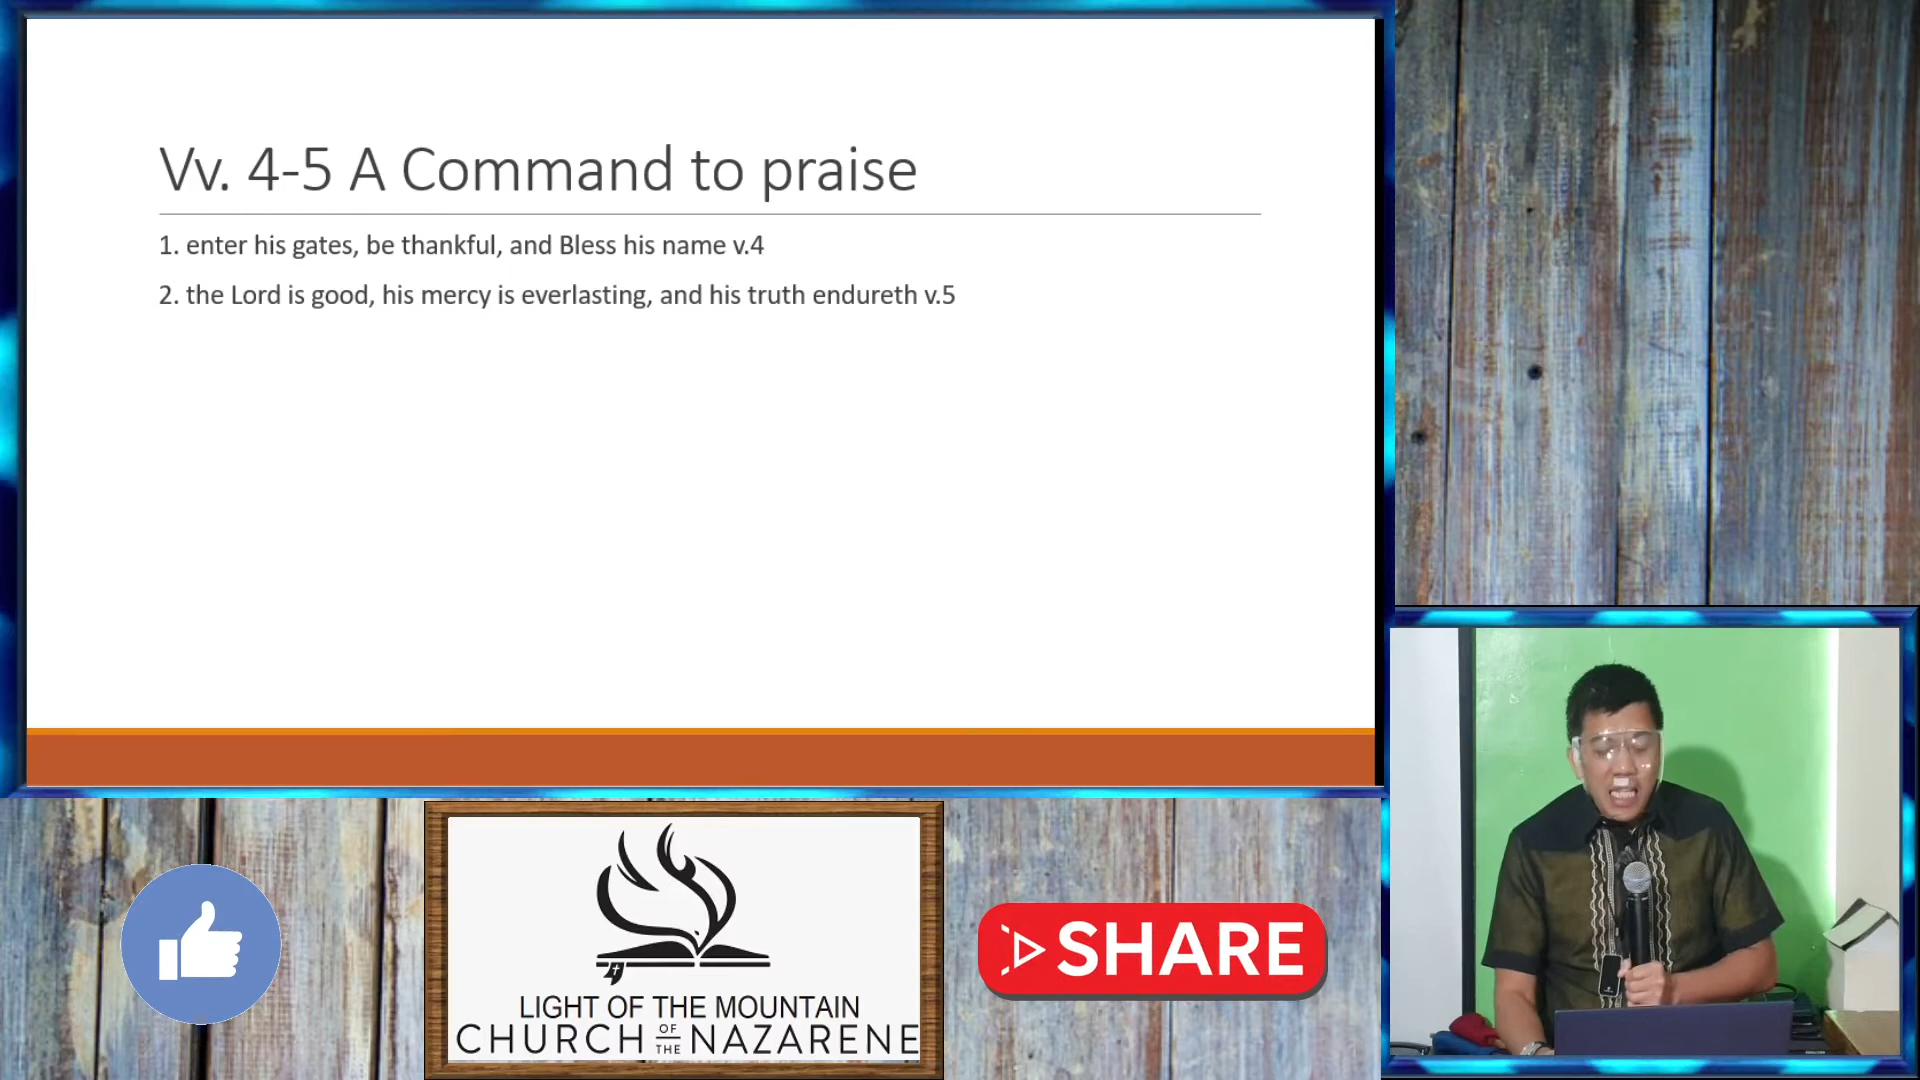 Vv. 4-5 A Command to praise
1. enter his gates, be thankful, and Bless his name v.4
2. the Lord is good, his mercy is everlasting, and his truth endureth v.5
LIGHT OF THE MOUNTAIN
CHURCH OF THE NAZARENE
SHARE